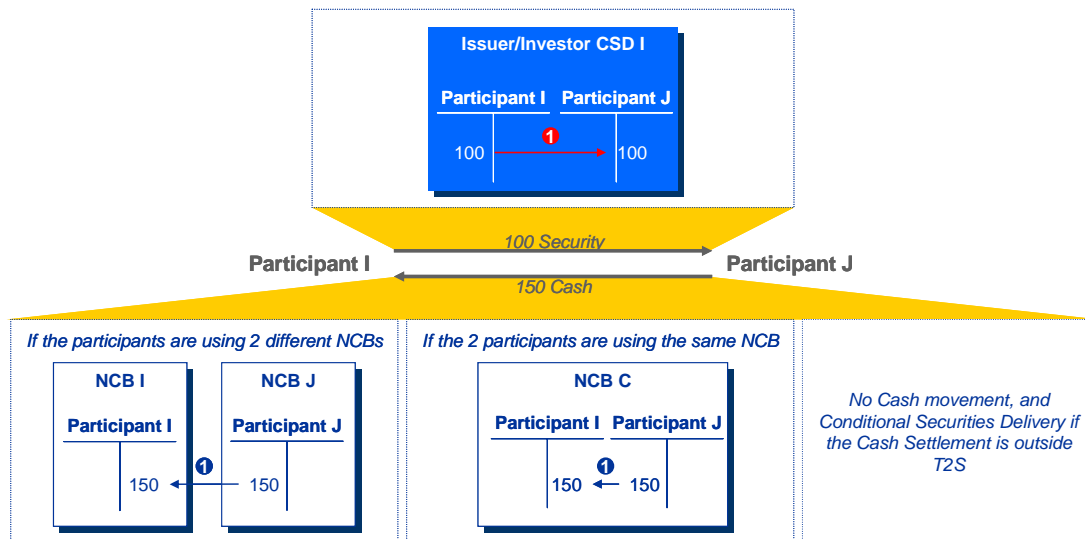 Issuer/Investor CSD I
Participant I Participant J
1
100 100
100 Security
Participant I Participant J
150 Cash
If the participants are using 2 different NCBs
NCB I NCB J
Participant I Participant J
1
150 150
If the 2 participants are using the same NCB
NCB C
Participant I Participant J
1
150 150
No Cash movement, and
Conditional Securities Delivery if
the Cash Settlement is outside
T2S